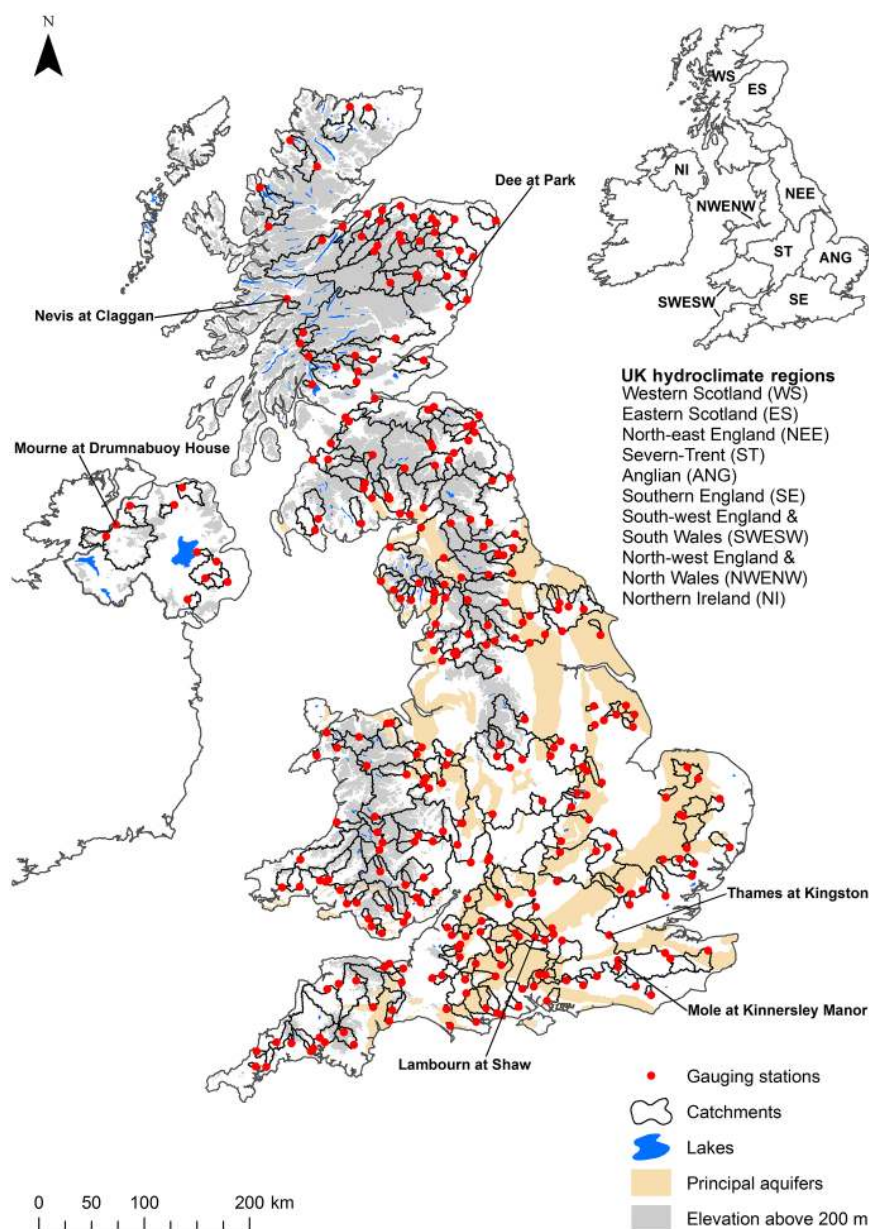 N
WS
ES
NI
NWENW
NEE
ST
ANG
SWESW
SE
Dee at Park
Nevis at Claggan
Mourne at Drumnabuoy House
UK hydroclimate regions
Western Scotland (WS)
Eastern Scotland (ES)
North-east England (NEE)
Severn-Trent (ST)
Anglian (ANG)
Southern England (SE)
South-west England &
South Wales (SWESW)
North-west England &
North Wales (NWENW)
Northern Ireland (NI)
Thames at Kingston
Mole at Kinnersley Manor
Lambourn at Shaw
Gauging stations
Catchments
Lakes
Principal aquifers
Elevation above 200 m
0 50 100 200 km